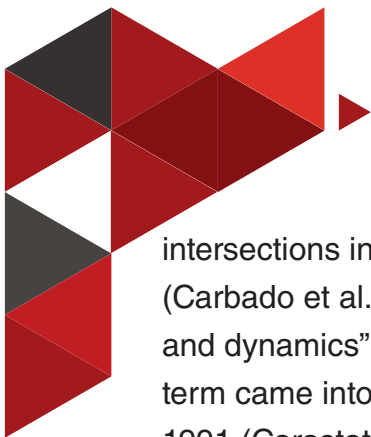 intersections in
(Carbado et al.
and dynamics”
term came into